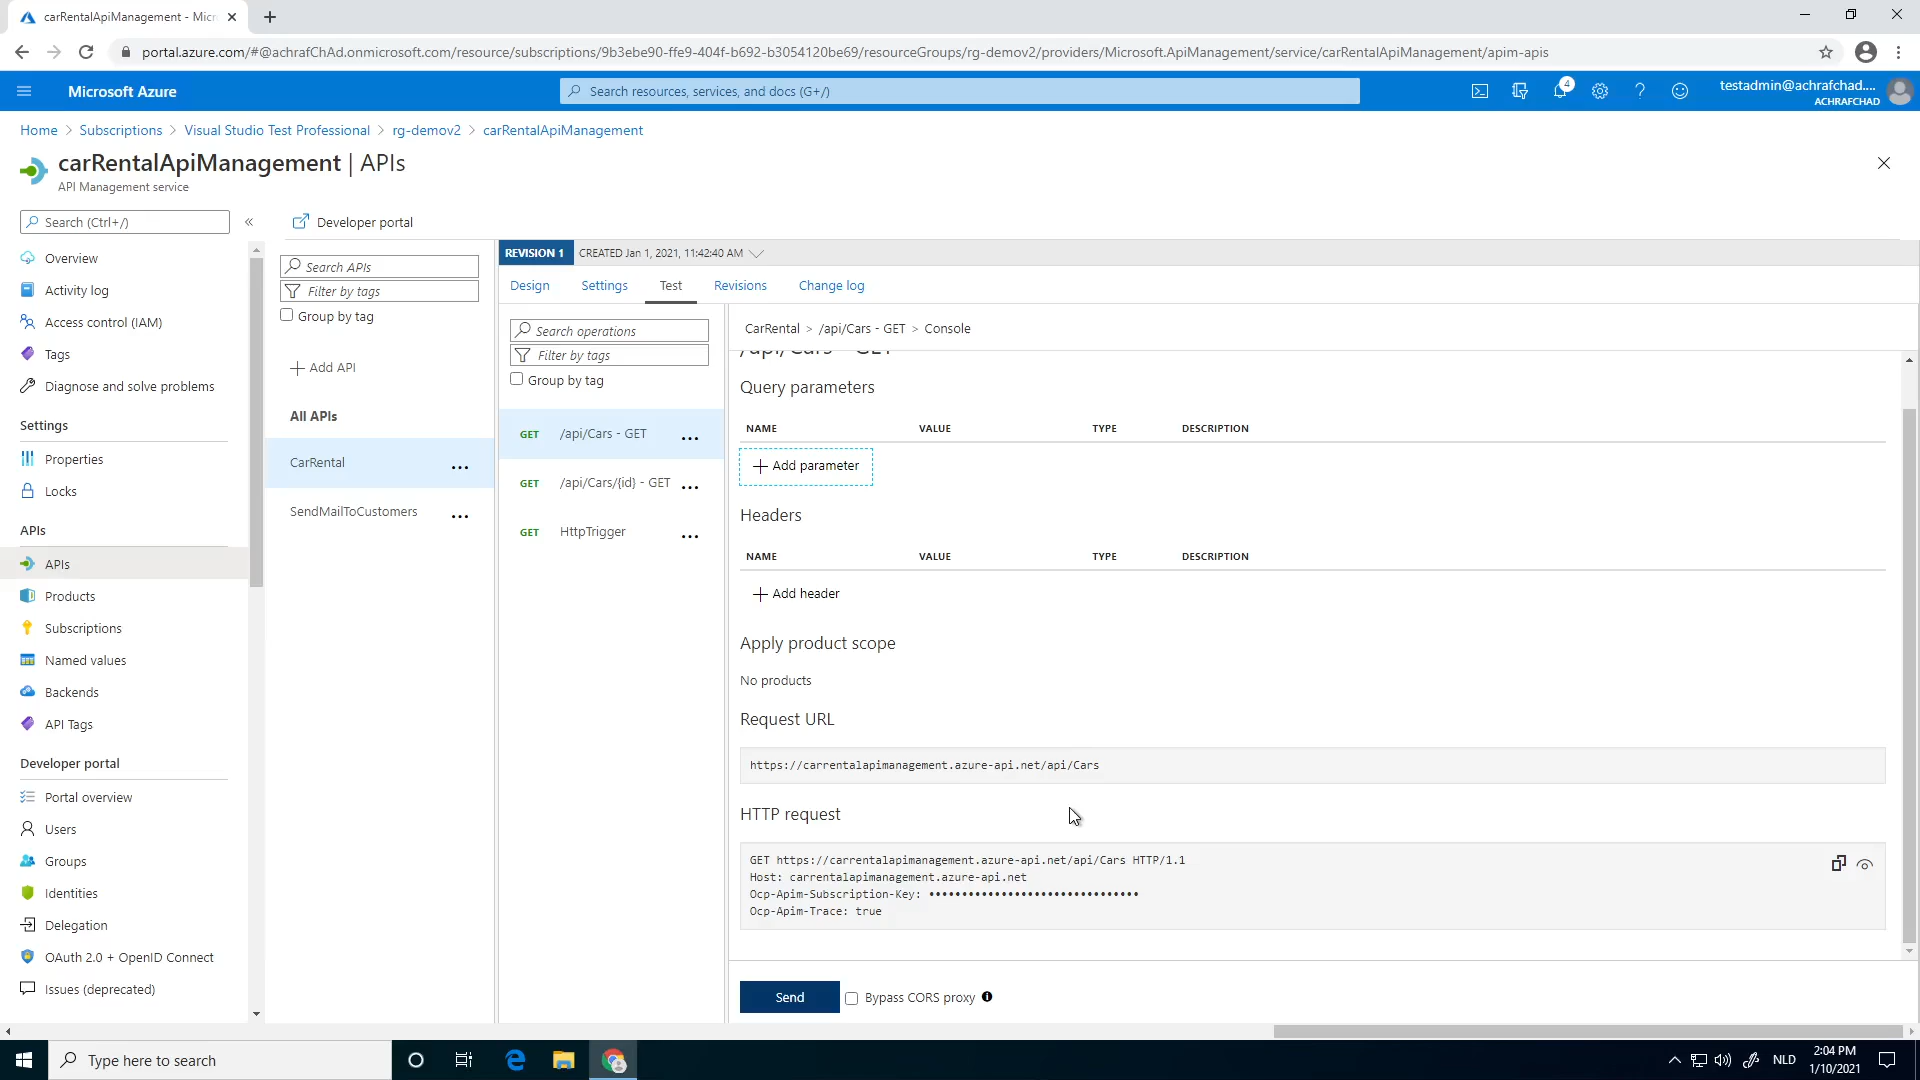 carRentalApiManagement - Micr
portal.azure.com/#@achrafChAd.onmicrosoft.com/resource/subscriptions/9b3ebe90-ffe9-404f-b692-b3054120be69/resourceGroups/rg-demov2/providers/Microsoft.ApiManagement/service/carRentalApiManagement/apim-apis
Microsoft Azure
Search resources, services, and docs (G+/)
4
testadmin@achrafchad....
ACHRAFCHAD
Home > Subscriptions > Visual Studio Test Professional > rg-demov2 > carRentalApiManagement
carRentalApiManagement | APIs
API Management service
Search (Ctrl+/)
«
Overview
Activity log
Access control (IAM)
Tags
Diagnose and solve problems
Settings
Properties
Locks
APIs
APIs
Products
Subscriptions
Named values
Backends
API Tags
Developer portal
Portal overview
Users
Groups
Identities
Delegation
OAuth 2.0 + OpenID Connect
Issues (deprecated)
Developer portal
Search APIs
Filter by tags
Group by tag
Add API
All APIs
CarRental ...
SendMailToCustomers ...
REVISION 1 CREATED Jan 1, 2021, 11:42:40 AM
Design Settings Test Revisions Change log
Search operations
Filter by tags
Group by tag
GET /api/Cars - GET ...
GET /api/Cars/{id} - GET ...
GET HttpTrigger ...
CarRental > /api/Cars - GET > Console
/api/Cars - GET
Query parameters
NAME VALUE TYPE DESCRIPTION
Add parameter
Headers
NAME VALUE TYPE DESCRIPTION
Add header
Apply product scope
No products
Request URL
https://carrentalapimanagement.azure-api.net/api/Cars
HTTP request
GET https://carrentalapimanagement.azure-api.net/api/Cars HTTP/1.1
Host: carrentalapimanagement.azure-api.net
Ocp-Apim-Subscription-Key: ••••••••••••••••••••••••••••••••
Ocp-Apim-Trace: true
Send Bypass CORS proxy
Type here to search
NLD
2:04 PM
1/10/2021